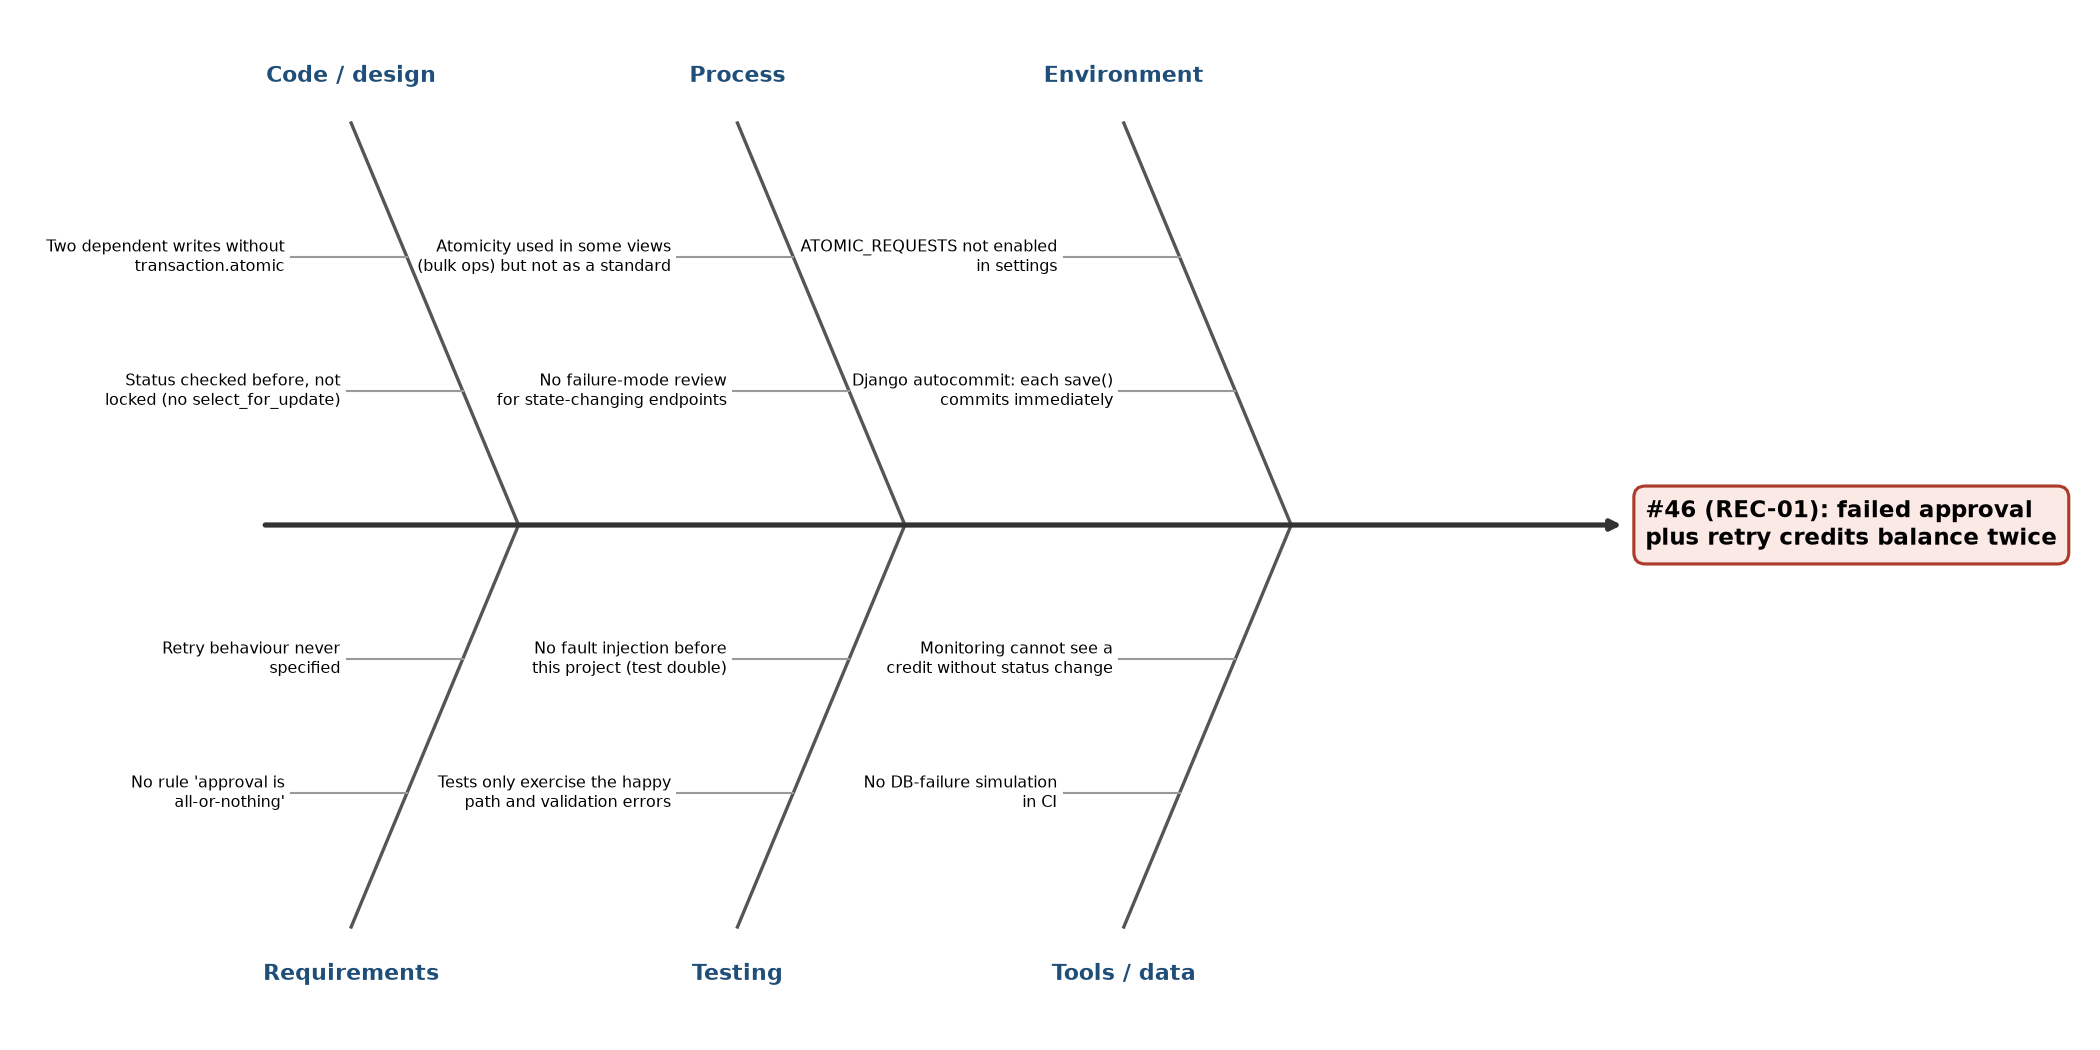 Code / design
Process
Environment
Two dependent writes without
transaction.atomic
Atomicity used in some views
(bulk ops) but not as a standard
ATOMIC_REQUESTS not enabled
in settings
Status checked before, not
locked (no select_for_update)
No failure-mode review
for state-changing endpoints
Django autocommit: each save()
commits immediately
#46 (REC-01): failed approval
plus retry credits balance twice
Retry behaviour never
specified
No fault injection before
this project (test double)
Monitoring cannot see a
credit without status change
No rule 'approval is
all-or-nothing'
Tests only exercise the happy
path and validation errors
No DB-failure simulation
in CI
Requirements
Testing
Tools / data